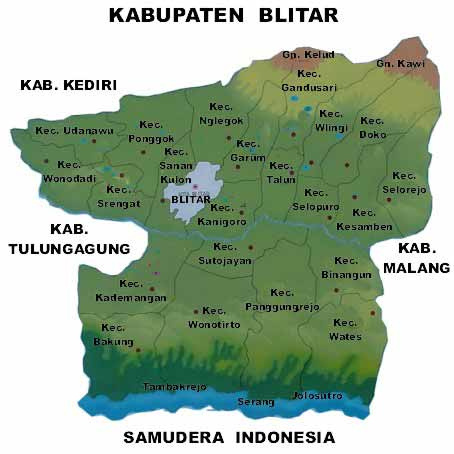 KABUPATEN BLITAR
Gn. Kelud
Gn. Kawi
KAB. KEDIRI
Kec.
Gandusari
Kec. Udanawu
Kec.
Ponggok
Kec.
Nglegok
Kec.
Wlingi
Kec.
Doko
Kec.
Wonodadi
Kec.
Sanan
Kulon
Kec.
Garum
Kec.
Talun
Kec.
Selorejo
Kec.
Srengat
KOTA BLITAR
BLITAR
Kec.
Kanigoro
Kec.
Selopuro
Kec.
Kesamben
KAB.
TULUNGAGUNG
KAB.
MALANG
Kec.
Sutojayan
Kec.
Binangun
Kec.
Kademangan
Kec.
Panggungrejo
Kec.
Wonotirto
Kec.
Wates
Kec.
Bakung
Tambakrejo
Serang
Jolosutro
SAMUDERA INDONESIA